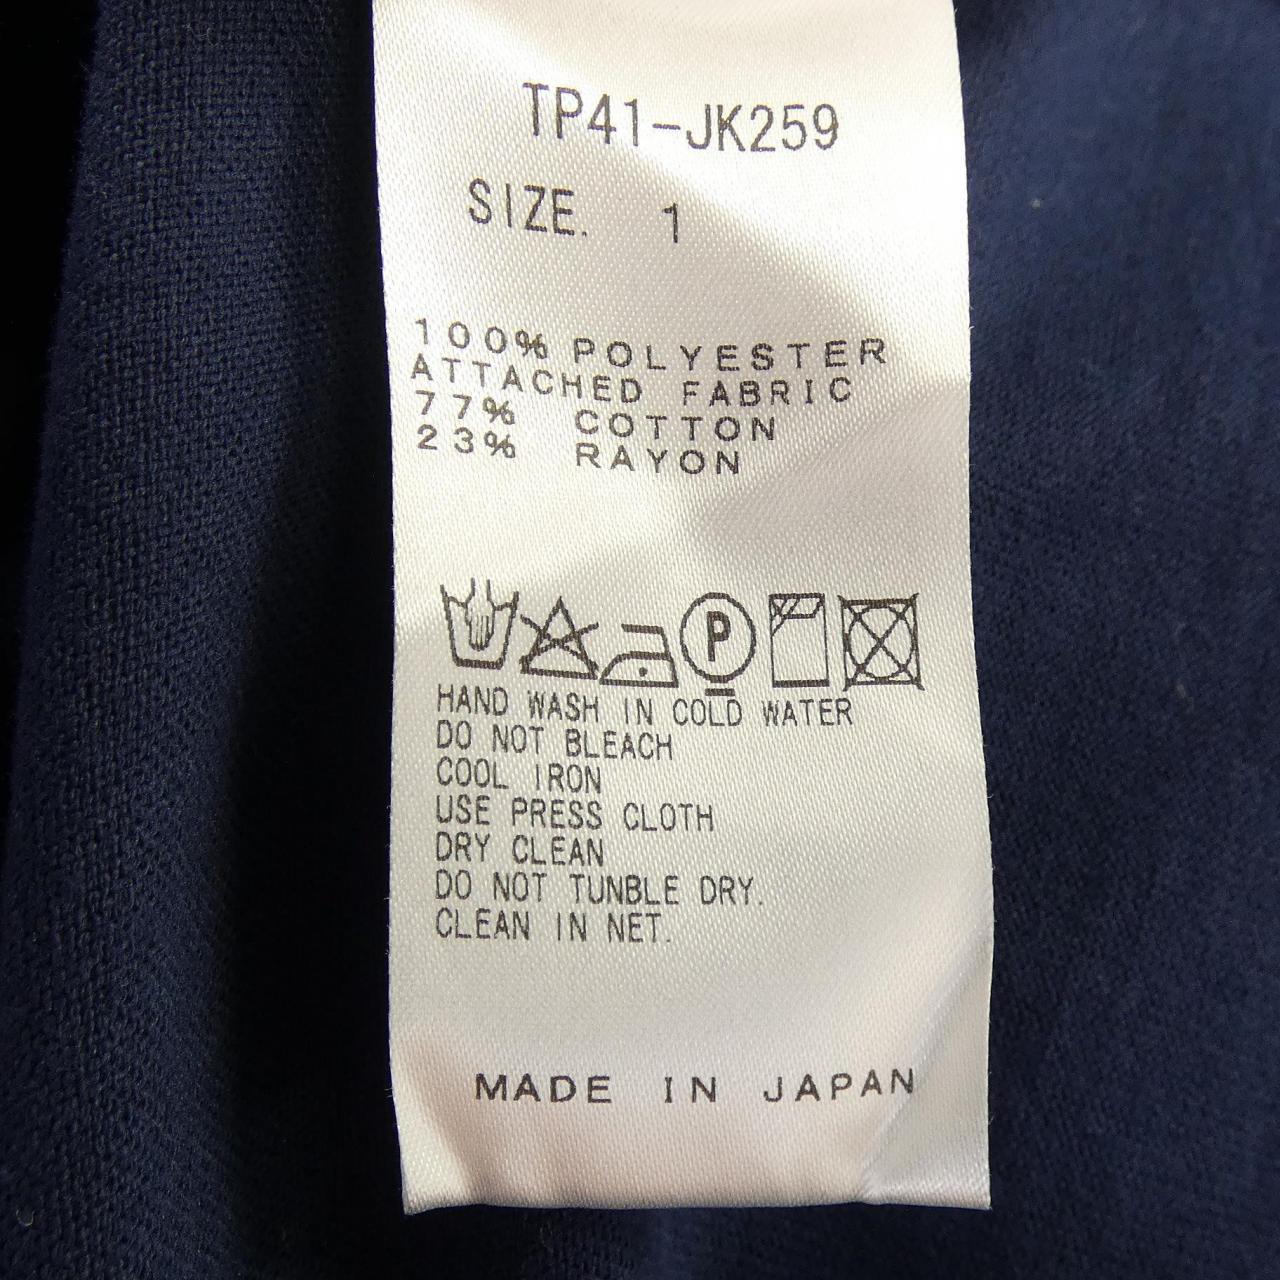 TP41-JK259
SIZE. 1
100% POLYESTER
ATTACHED FABRIC
77% COTTON
23% RAYON
P
HAND WASH IN COLD WATER
DO NOT BLEACH
COOL IRON
USE PRESS CLOTH
DRY CLEAN
DO NOT TUNBLE DRY.
CLEAN IN NET.
MADE IN JAPAN